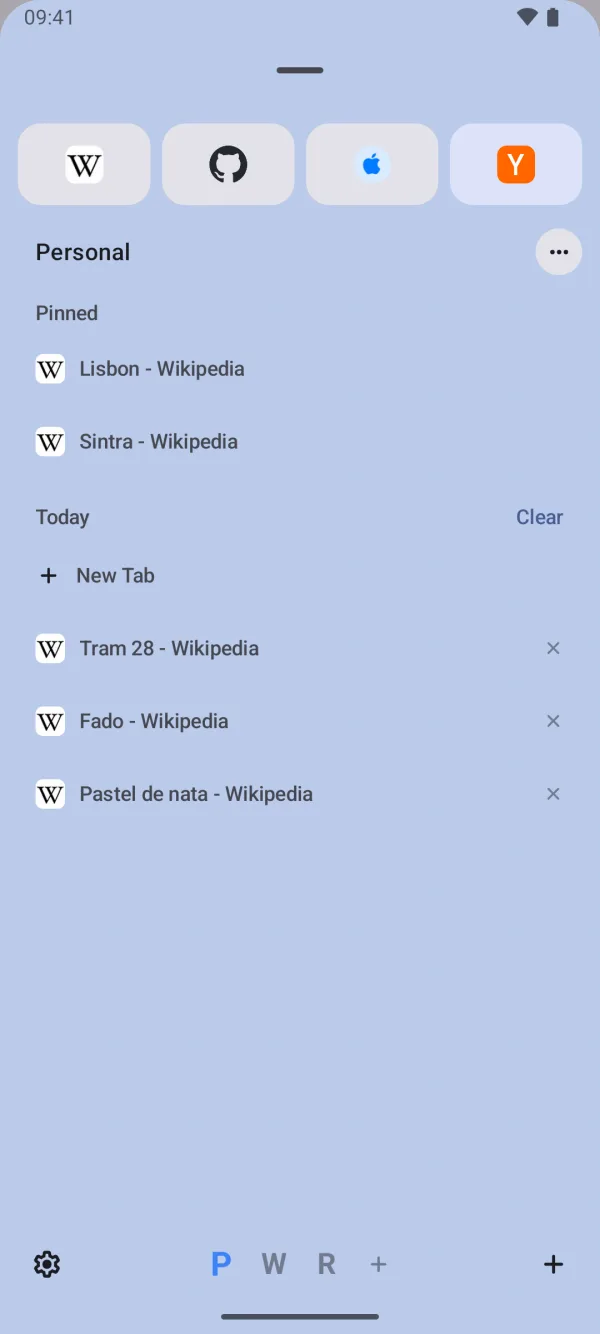 09:41
W
Y
Personal
Pinned
W Lisbon - Wikipedia
W Sintra - Wikipedia
Today Clear
+ New Tab
W Tram 28 - Wikipedia ×
W Fado - Wikipedia ×
W Pastel de nata - Wikipedia ×
P W R + +